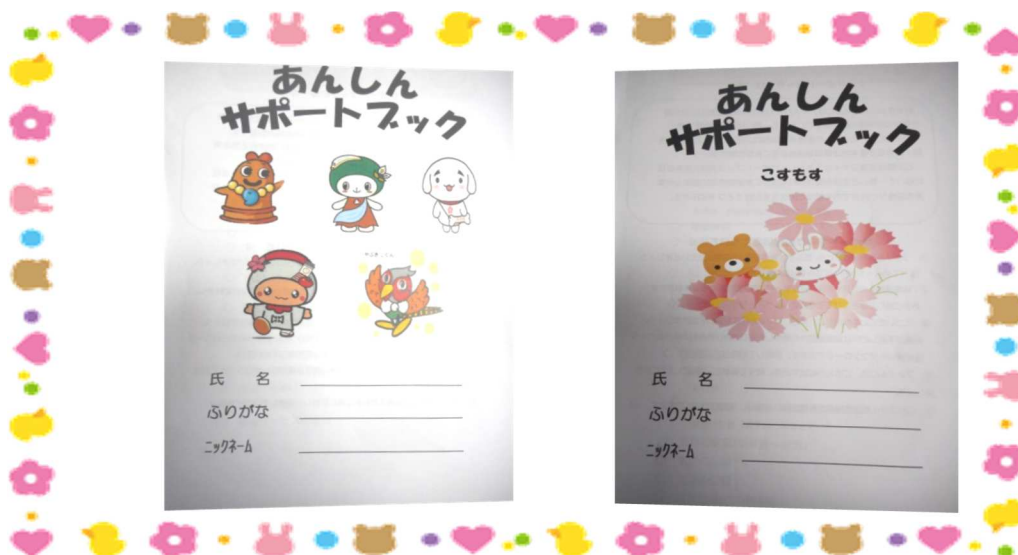 あんしん
サポートブック
氏 名
ふりがな
ニックネーム
あんしん
サポートブック
こすもす
氏 名
ふりがな
ニックネーム